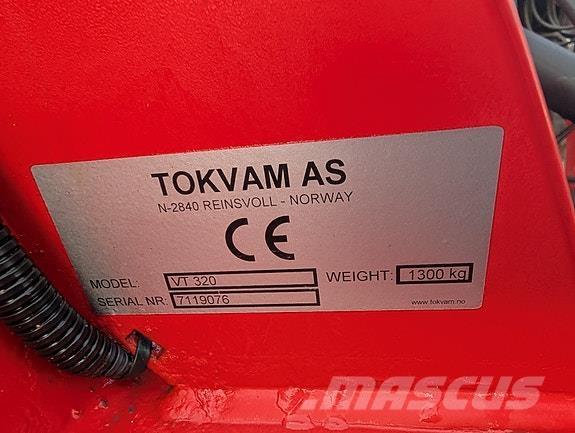 TOKVAM AS
N-2840 REINSVOLL - NORWAY
CE
MODEL: VT 320 WEIGHT: 1300 kg
SERIAL NR: 7119076
www.tokvam.no
MASCUS